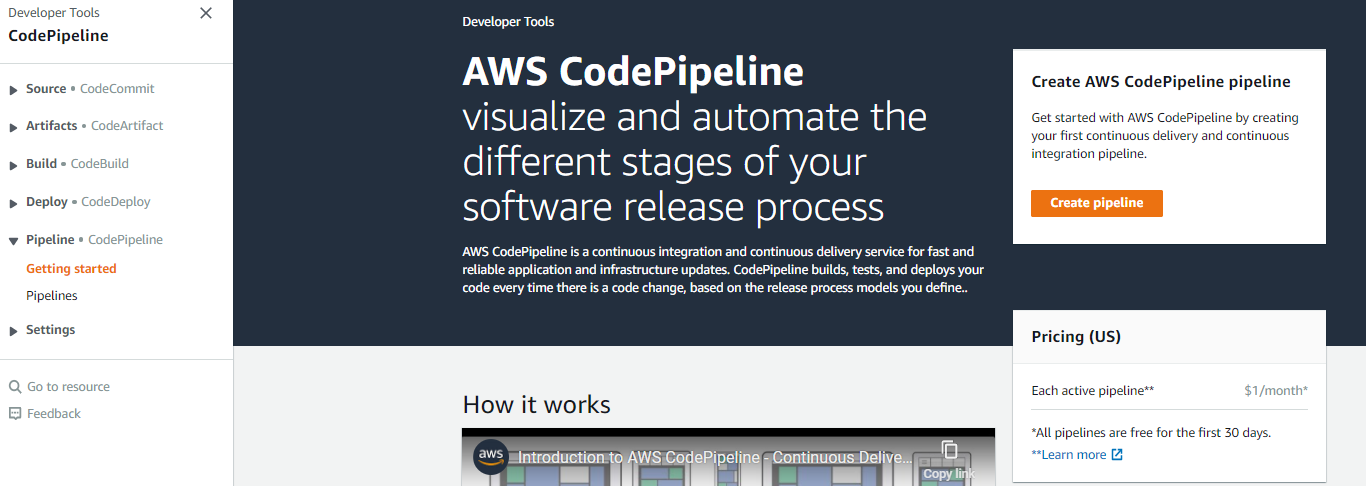 Developer Tools
CodePipeline
Source • CodeCommit
Artifacts • CodeArtifact
Build • CodeBuild
Deploy • CodeDeploy
Pipeline • CodePipeline
Getting started
Pipelines
Settings
Go to resource
Feedback
Developer Tools
AWS CodePipeline
visualize and automate the
different stages of your
software release process
AWS CodePipeline is a continuous integration and continuous delivery service for fast and
reliable application and infrastructure updates. CodePipeline builds, tests, and deploys your
code every time there is a code change, based on the release process models you define..
Create AWS CodePipeline pipeline
Get started with AWS CodePipeline by creating
your first continuous delivery and continuous
integration pipeline.
Create pipeline
Pricing (US)
Each active pipeline** $1/month*
*All pipelines are free for the first 30 days.
**Learn more
How it works
aws
Introduction to AWS CodePipeline - Continuous Delive...
Copy link